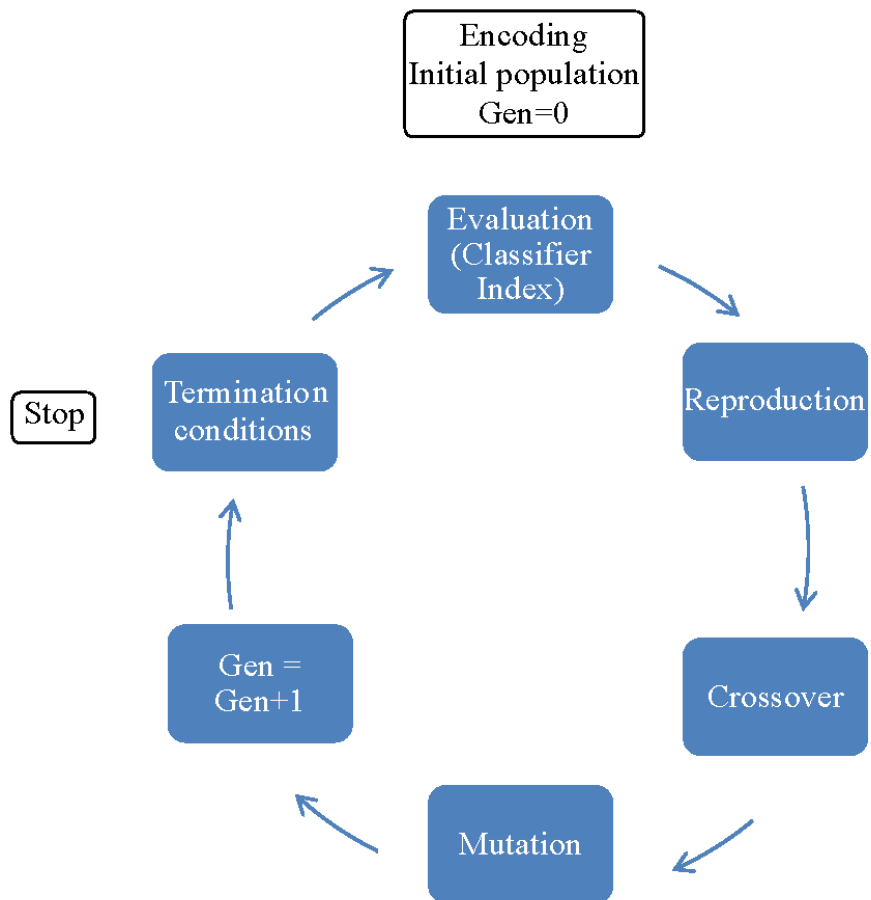 Encoding
Initial population
Gen=0
Evaluation
(Classifier
Index)
Reproduction
Crossover
Mutation
Gen =
Gen+1
Termination
conditions
Stop